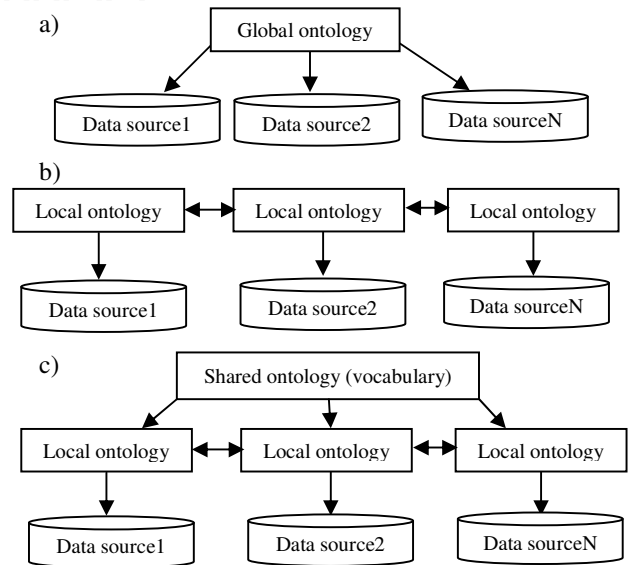 a)
Global ontology
Data source1
Data source2
Data sourceN
b)
Local ontology
Local ontology
Local ontology
Data source1
Data source2
Data sourceN
c)
Shared ontology (vocabulary)
Local ontology
Local ontology
Local ontology
Data source1
Data source2
Data sourceN